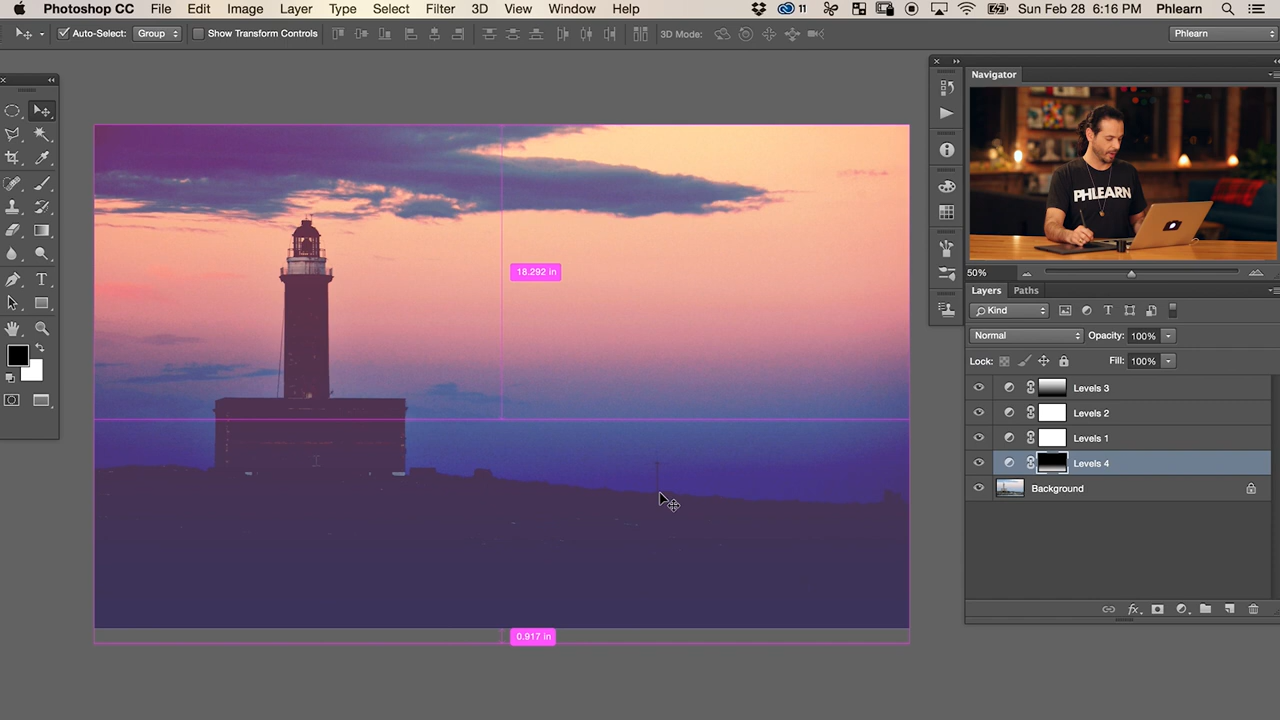 Photoshop CC File Edit Image Layer Type Select Filter 3D View Window Help 11 Sun Feb 28 6:16 PM Phlearn
Auto-Select: Group Show Transform Controls 3D Mode: Phlearn
Navigator
PHLEARN
18.292 in
50%
Layers Paths
Kind
Normal Opacity: 100%
Lock: Fill: 100%
Levels 3
Levels 2
Levels 1
Levels 4
Background
0.917 in